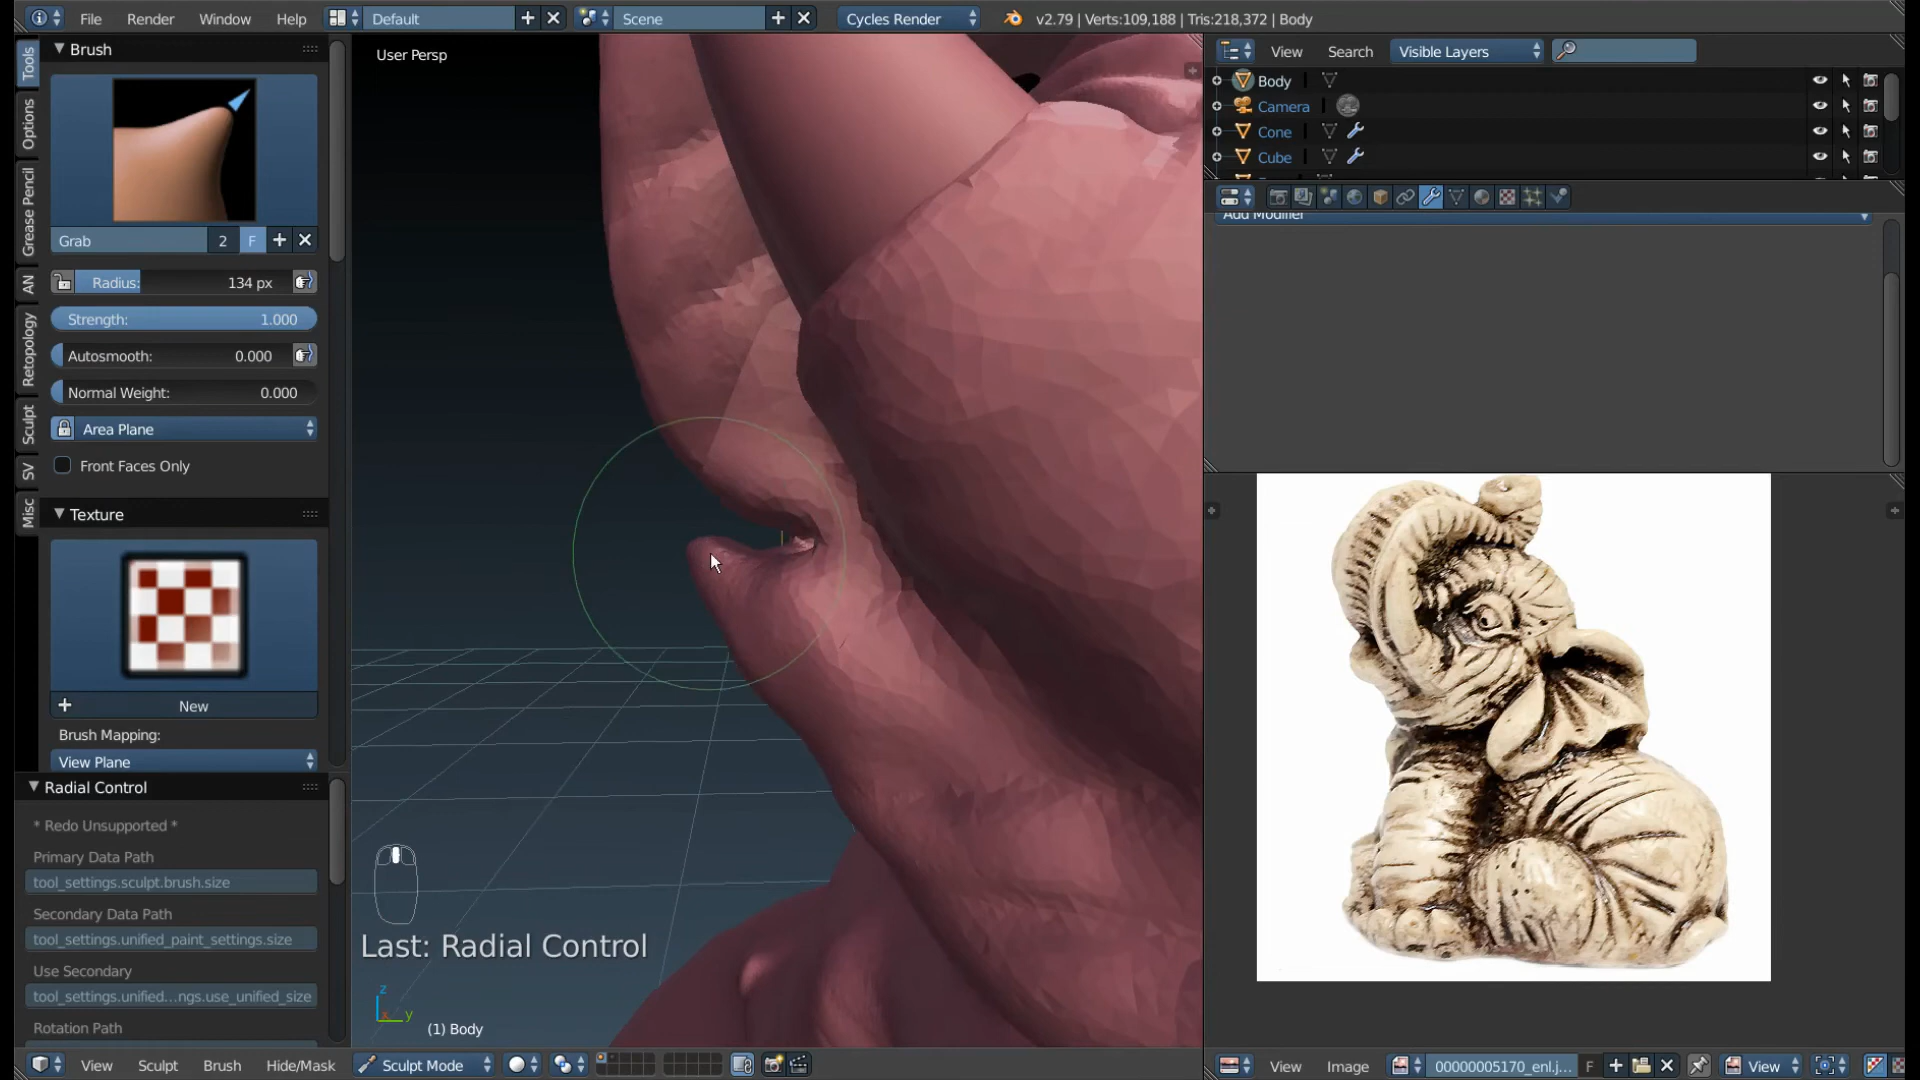 File Render Window Help Default Scene Cycles Render v2.79 | Verts:109,188 | Tris:218,372 | Body
Tools
Options
Grease Pencil
AN
Retopology
Sculpt
SV
Misc
Brush
Grab 2 F
Radius: 134 px
Strength: 1.000
Autosmooth: 0.000
Normal Weight: 0.000
Area Plane
Front Faces Only
Texture
New
Brush Mapping:
View Plane
Radial Control
* Redo Unsupported *
Primary Data Path
tool_settings.sculpt.brush.size
Secondary Data Path
tool_settings.unified_paint_settings.size
Use Secondary
tool_settings.unified...ngs.use_unified_size
Rotation Path
User Persp
Last: Radial Control
z
x y
(1) Body
View Sculpt Brush Hide/Mask Sculpt Mode
View Search Visible Layers
Body
Camera
Cone
Cube
Add Modifier
View Image 00000005170_enl.j... F View